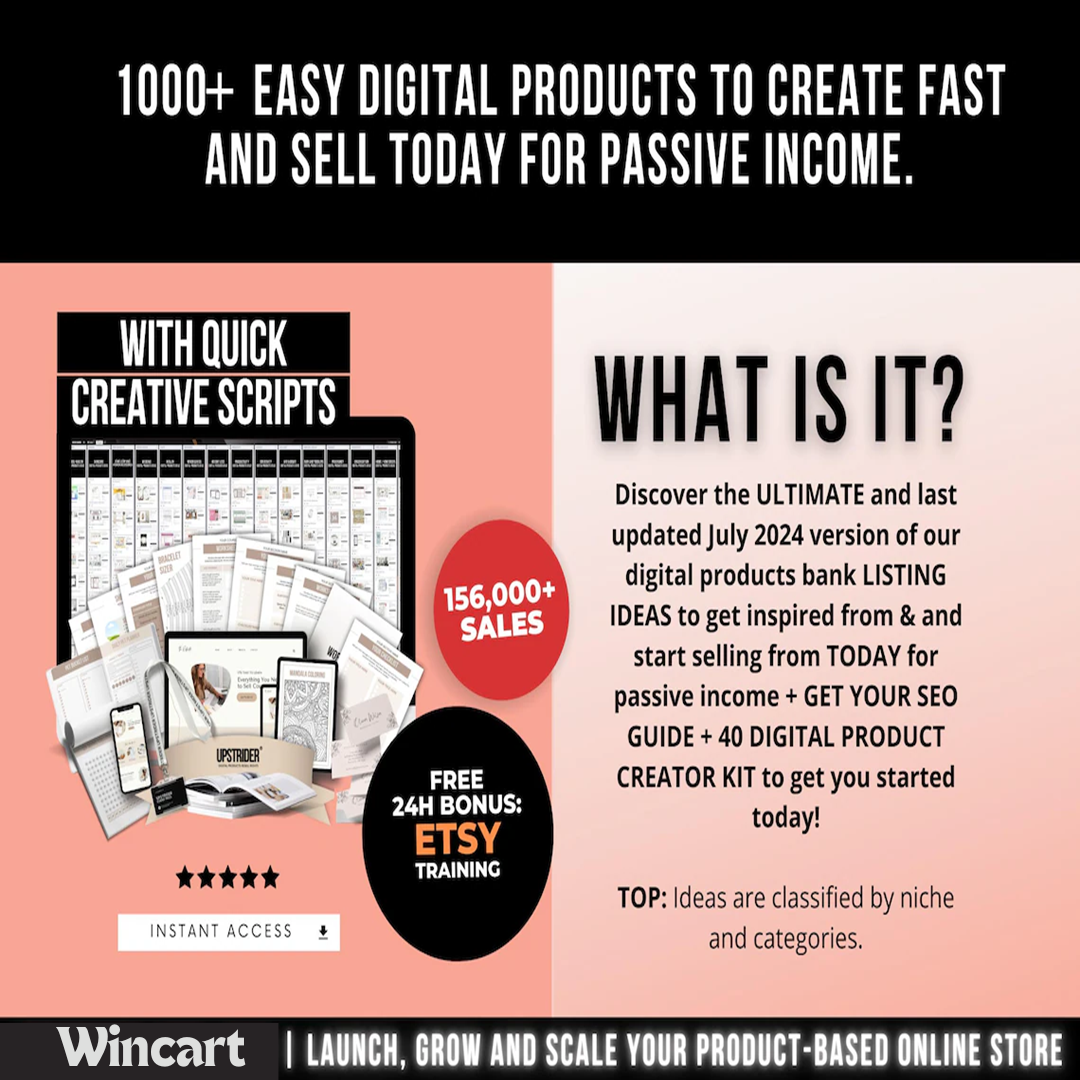 1000+ EASY DIGITAL PRODUCTS TO CREATE FAST
AND SELL TODAY FOR PASSIVE INCOME.
WITH QUICK
CREATIVE SCRIPTS
BRACELET
SIZER
MANDALA COLORING
UPSTRIDER
156,000+
SALES
FREE
24H BONUS:
ETSY
TRAINING
INSTANT ACCESS
WHAT IS IT?
Discover the ULTIMATE and last
updated July 2024 version of our
digital products bank LISTING
IDEAS to get inspired from & and
start selling from TODAY for
passive income + GET YOUR SEO
GUIDE + 40 DIGITAL PRODUCT
CREATOR KIT to get you started
today!
TOP: Ideas are classified by niche
and categories.
Wincart | LAUNCH, GROW AND SCALE YOUR PRODUCT-BASED ONLINE STORE